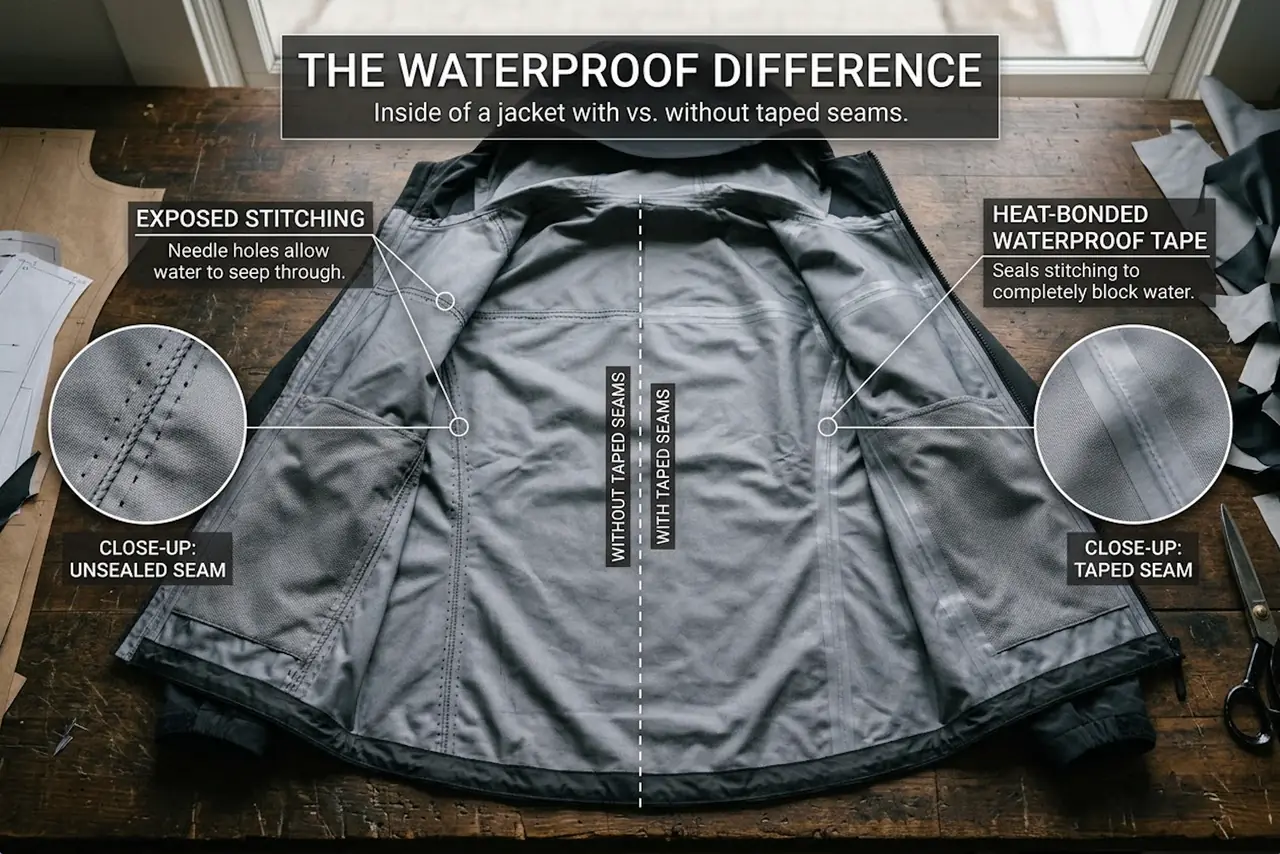 THE WATERPROOF DIFFERENCE
Inside of a jacket with vs. without taped seams.
EXPOSED STITCHING
Needle holes allow
water to seep through.
HEAT-BONDED
WATERPROOF TAPE
Seals stitching to
completely block water.
WITHOUT TAPED SEAMS
WITH TAPED SEAMS
CLOSE-UP:
UNSEALED SEAM
CLOSE-UP:
TAPED SEAM